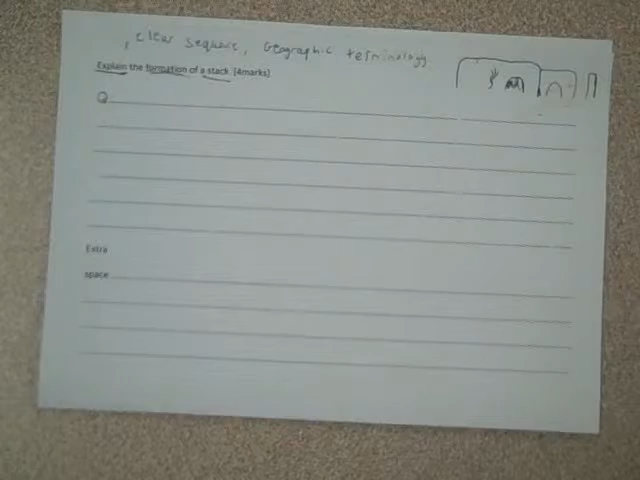 , clear sequence, Geographic terminology
Explain the formation of a stack. [4marks]
Q
Extra
space